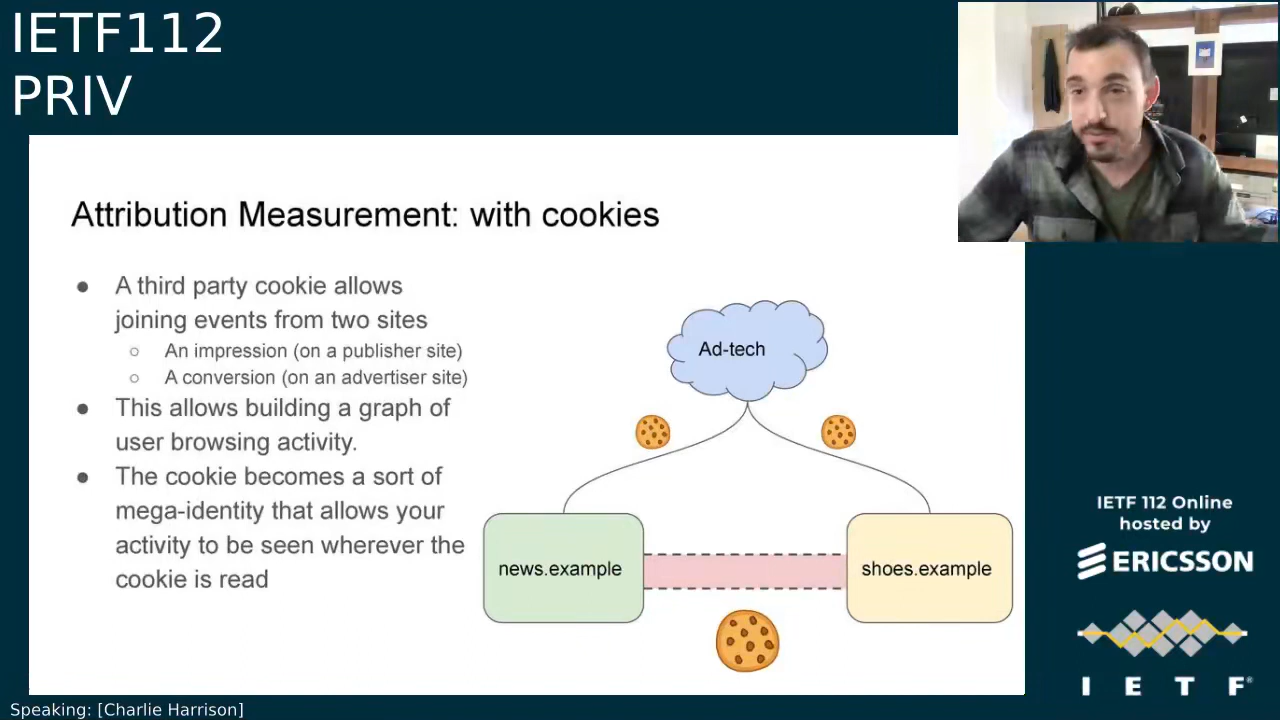 IETF112
PRIV
Attribution Measurement: with cookies
● A third party cookie allows
joining events from two sites
○ An impression (on a publisher site)
○ A conversion (on an advertiser site)
● This allows building a graph of
user browsing activity.
● The cookie becomes a sort of
mega-identity that allows your
activity to be seen wherever the
cookie is read
Ad-tech
news.example
shoes.example
IETF 112 Online
hosted by
ERICSSON
I E T F®
Speaking: [Charlie Harrison]